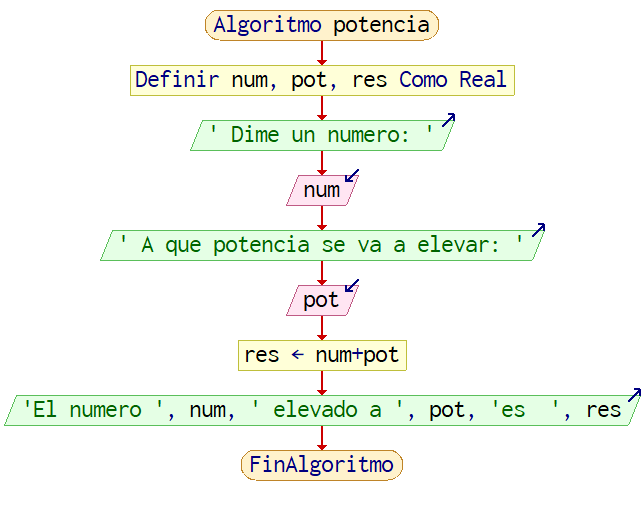 Algoritmo potencia
Definir num, pot, res Como Real
' Dime un numero: '
num
' A que potencia se va a elevar: '
pot
res ← num+pot
'El numero ', num, ' elevado a ', pot, 'es  ', res
FinAlgoritmo